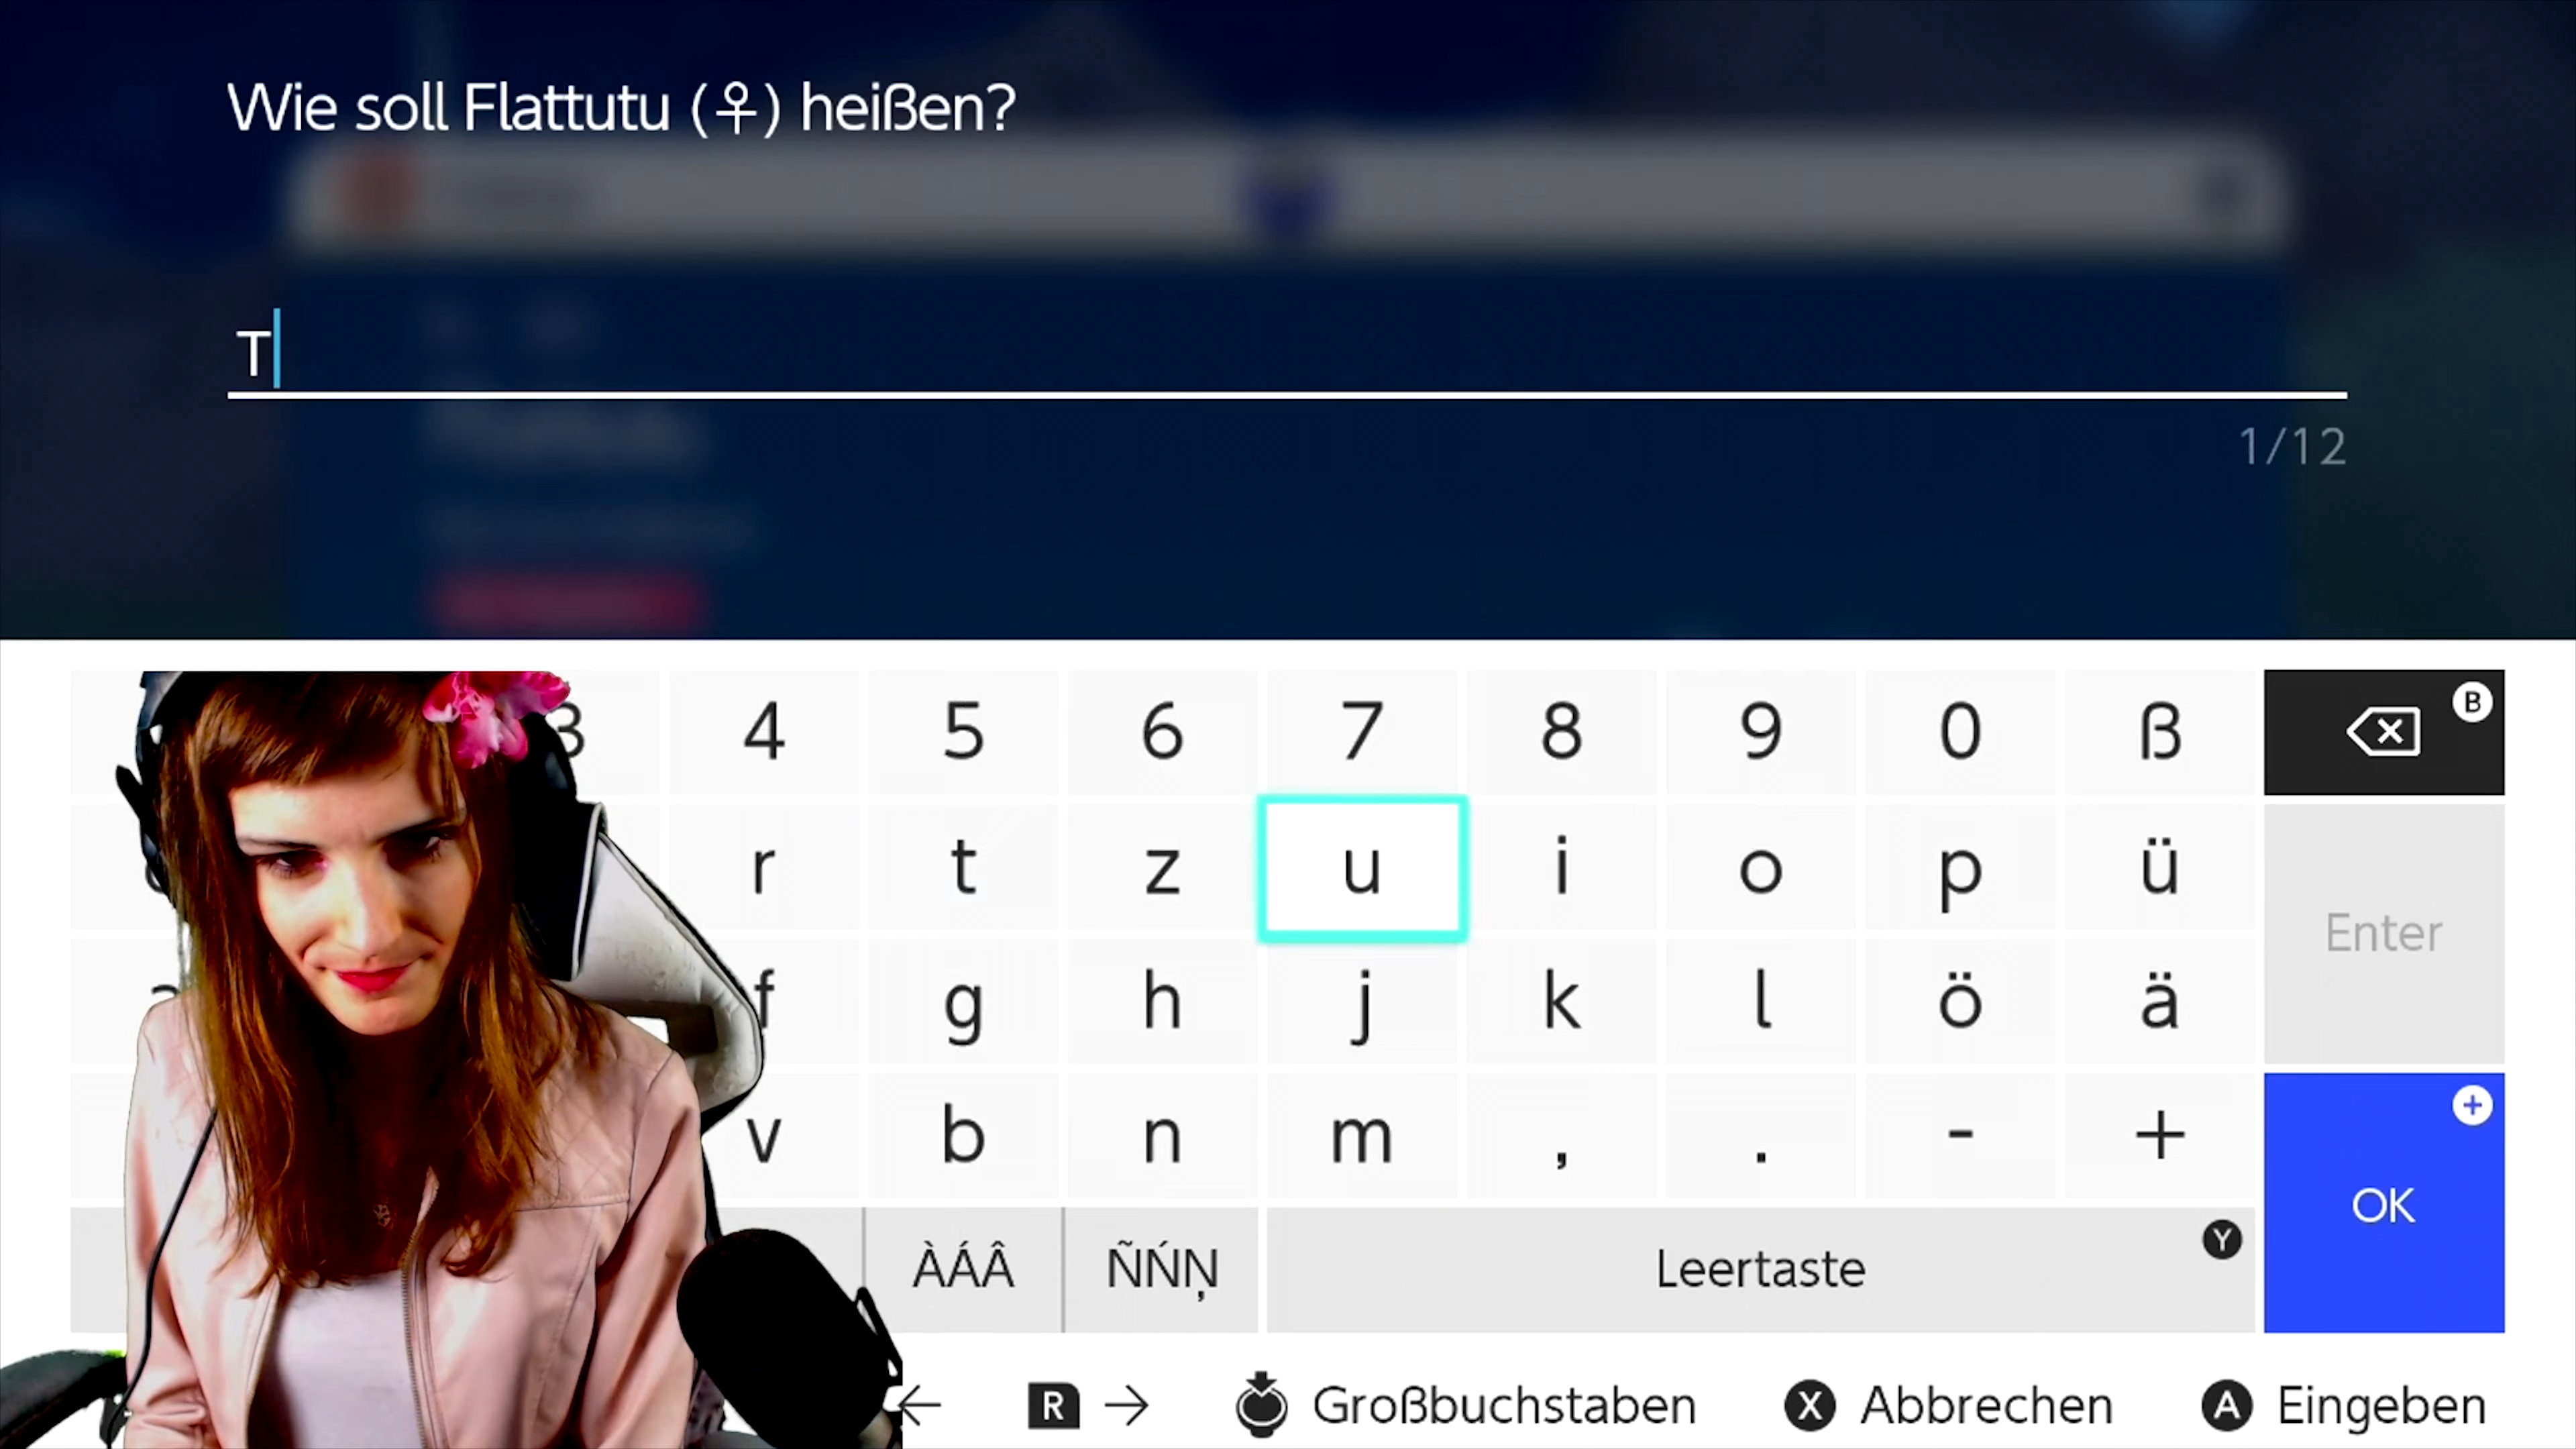 Wie soll Flattutu (♀) heißen?
T
1/12
3 4 5 6 7 8 9 0 ß B
r t z u i o p ü Enter
f g h j k l ö ä
v b n m , . - + + OK
ÀÁÂ ÑŃŅ Leertaste Y
← R → Großbuchstaben X Abbrechen A Eingeben